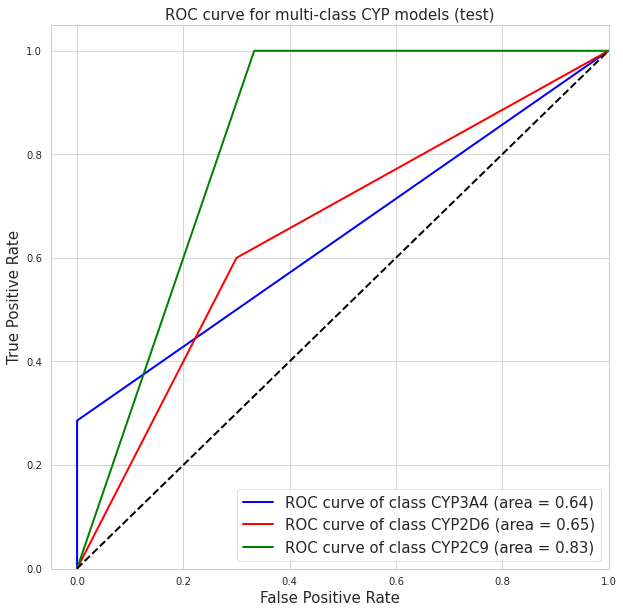 ROC curve for multi-class CYP models (test)
True Positive Rate
1.0
0.8
0.6
0.4
0.2
0.0
ROC curve of class CYP3A4 (area = 0.64)
ROC curve of class CYP2D6 (area = 0.65)
ROC curve of class CYP2C9 (area = 0.83)
0.0 0.2 0.4 0.6 0.8 1.0
False Positive Rate